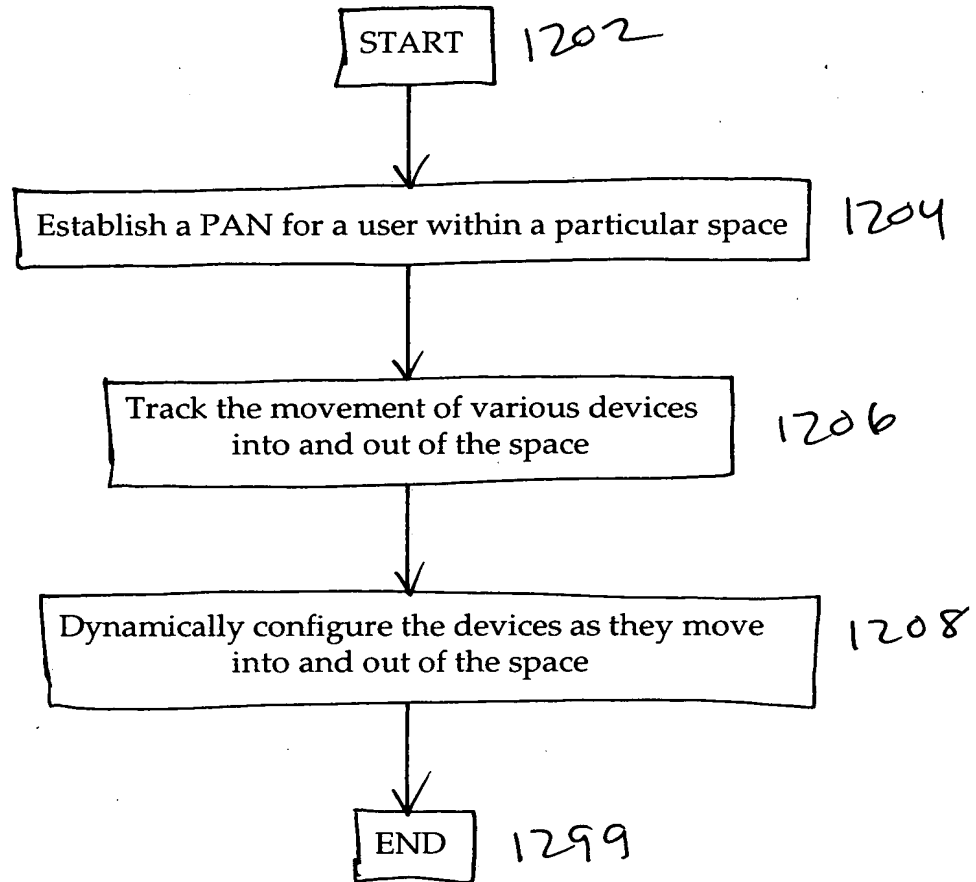 START 1202
Establish a PAN for a user within a particular space 1204
Track the movement of various devices
into and out of the space
1206
Dynamically configure the devices as they move
into and out of the space
1208
END 1299